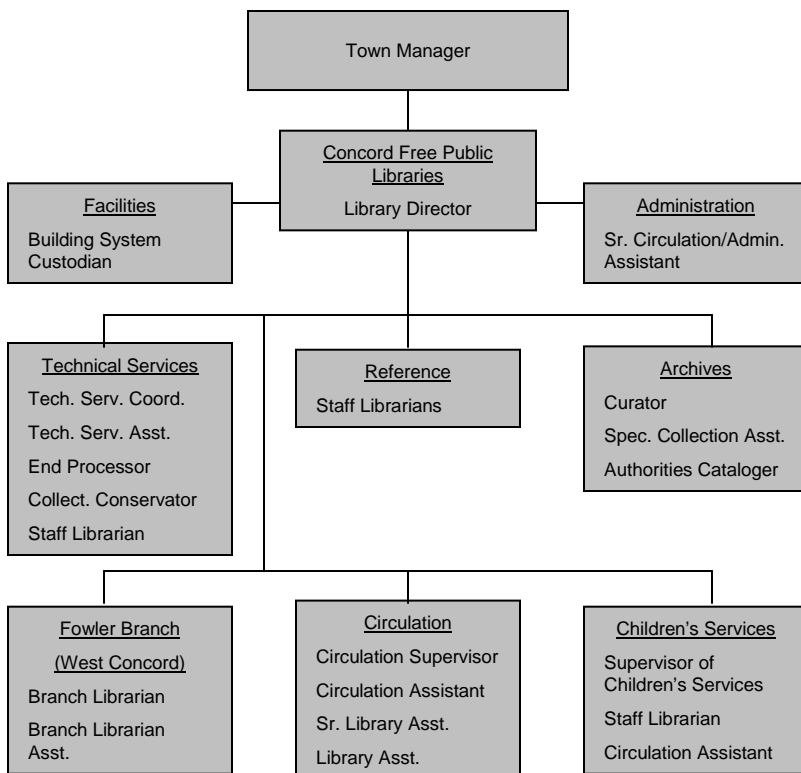 Town Manager
Concord Free Public
Libraries
Library Director
Facilities
Building System
Custodian
Administration
Sr. Circulation/Admin.
Assistant
Technical Services
Tech. Serv. Coord.
Tech. Serv. Asst.
End Processor
Collect. Conservator
Staff Librarian
Reference
Staff Librarians
Archives
Curator
Spec. Collection Asst.
Authorities Cataloger
Fowler Branch
(West Concord)
Branch Librarian
Branch Librarian
Asst.
Circulation
Circulation Supervisor
Circulation Assistant
Sr. Library Asst.
Library Asst.
Children’s Services
Supervisor of
Children’s Services
Staff Librarian
Circulation Assistant